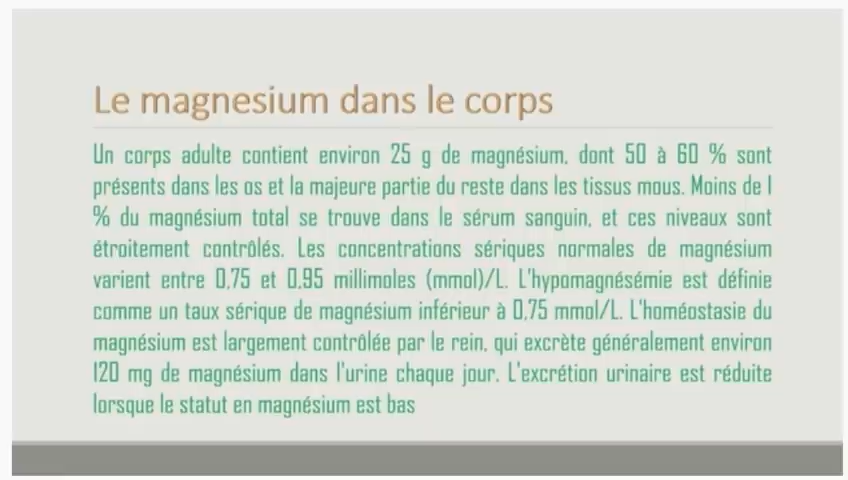 Le magnesium dans le corps
Un corps adulte contient environ 25 g de magnésium, dont 50 à 60 % sont
présents dans les os et la majeure partie du reste dans les tissus mous. Moins de 1
% du magnésium total se trouve dans le sérum sanguin, et ces niveaux sont
étroitement contrôlés. Les concentrations sériques normales de magnésium
varient entre 0,75 et 0,95 millimoles (mmol)/L. L'hypomagnésémie est définie
comme un taux sérique de magnésium inférieur à 0,75 mmol/L. L'homéostasie du
magnésium est largement contrôlée par le rein, qui excrète généralement environ
120 mg de magnésium dans l'urine chaque jour. L'excrétion urinaire est réduite
lorsque le statut en magnésium est bas